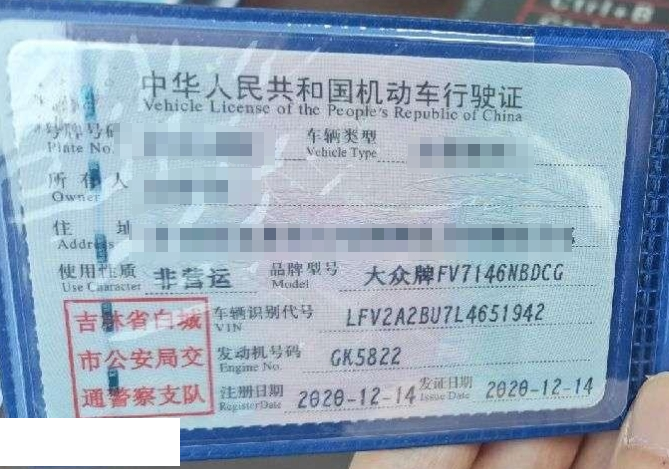 Ctrl+B
中华人民共和国机动车行驶证
Vehicle License of the People's Republic of China
号牌号码 车辆类型
Plate No. Vehicle Type
所有人
Owner
住址
Address
使用性质 非营运 品牌型号 大众牌FV7146NBDCG
Use Character Model
吉林省白城 车辆识别代号 LFV2A2BU7L4651942
VIN
市公安局交 发动机号码 GK5822
Engine No.
通警察支队 注册日期 2020-12-14 发证日期 2020-12-14
Register Date Issue Date